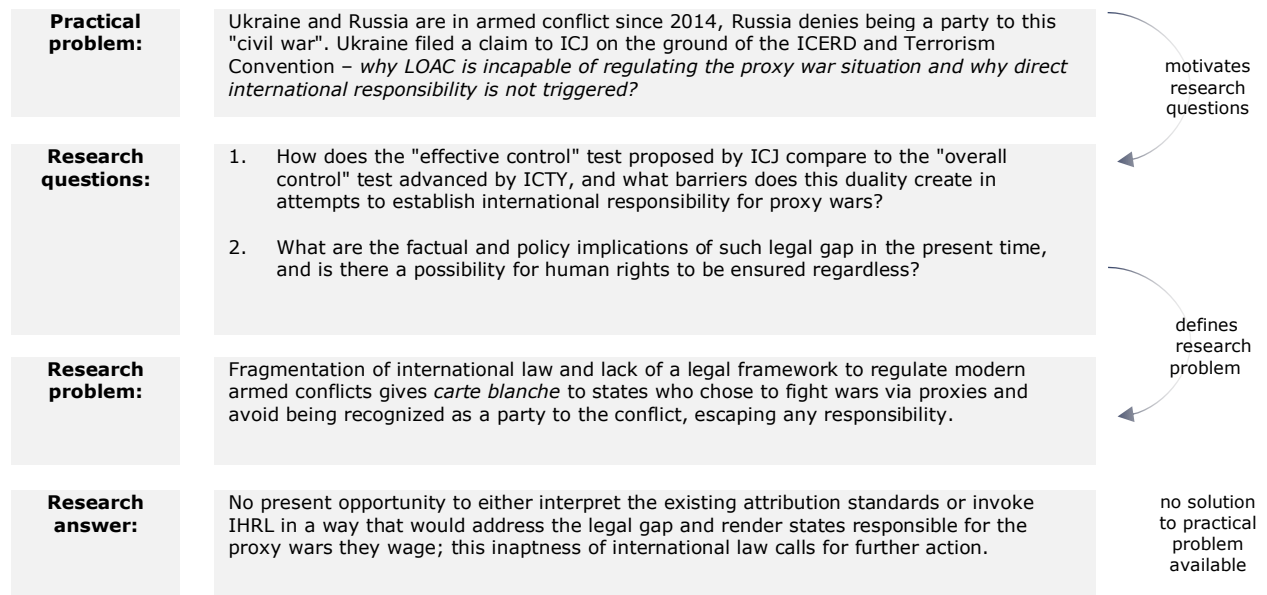 Practical
problem:
Ukraine and Russia are in armed conflict since 2014, Russia denies being a party to this
"civil war". Ukraine filed a claim to ICJ on the ground of the ICERD and Terrorism
Convention – why LOAC is incapable of regulating the proxy war situation and why direct
international responsibility is not triggered?
motivates
research
questions
Research
questions:
1. How does the "effective control" test proposed by ICJ compare to the "overall
control" test advanced by ICTY, and what barriers does this duality create in
attempts to establish international responsibility for proxy wars?
2. What are the factual and policy implications of such legal gap in the present time,
and is there a possibility for human rights to be ensured regardless?
defines
research
problem
Research
problem:
Fragmentation of international law and lack of a legal framework to regulate modern
armed conflicts gives carte blanche to states who chose to fight wars via proxies and
avoid being recognized as a party to the conflict, escaping any responsibility.
Research
answer:
No present opportunity to either interpret the existing attribution standards or invoke
IHRL in a way that would address the legal gap and render states responsible for the
proxy wars they wage; this inaptness of international law calls for further action.
no solution
to practical
problem
available